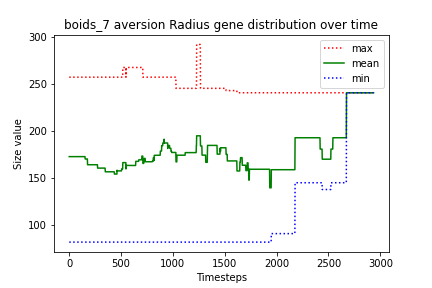 boids_7 aversion Radius gene distribution over time
300
250
200
150
100
Size value
max
mean
min
0
500
1000
1500
2000
2500
3000
Timesteps